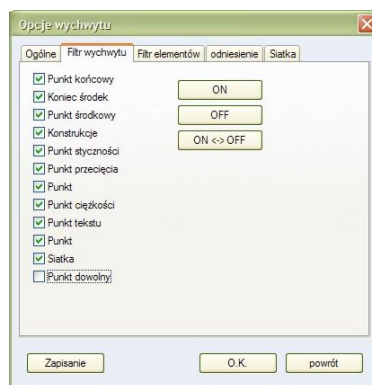 Opcje wychwytu
Ogólne Filtr wychwytu Filtr elementów odniesienie Siatka
Punkt końcowy
Koniec środek
Punkt środkowy
Konstrukcje
Punkt styczności
Punkt przecięcia
Punkt
Punkt ciężkości
Punkt tekstu
Punkt
Siatka
Punkt dowolny
ON
OFF
ON <-> OFF
Zapisanie O.K. powrót